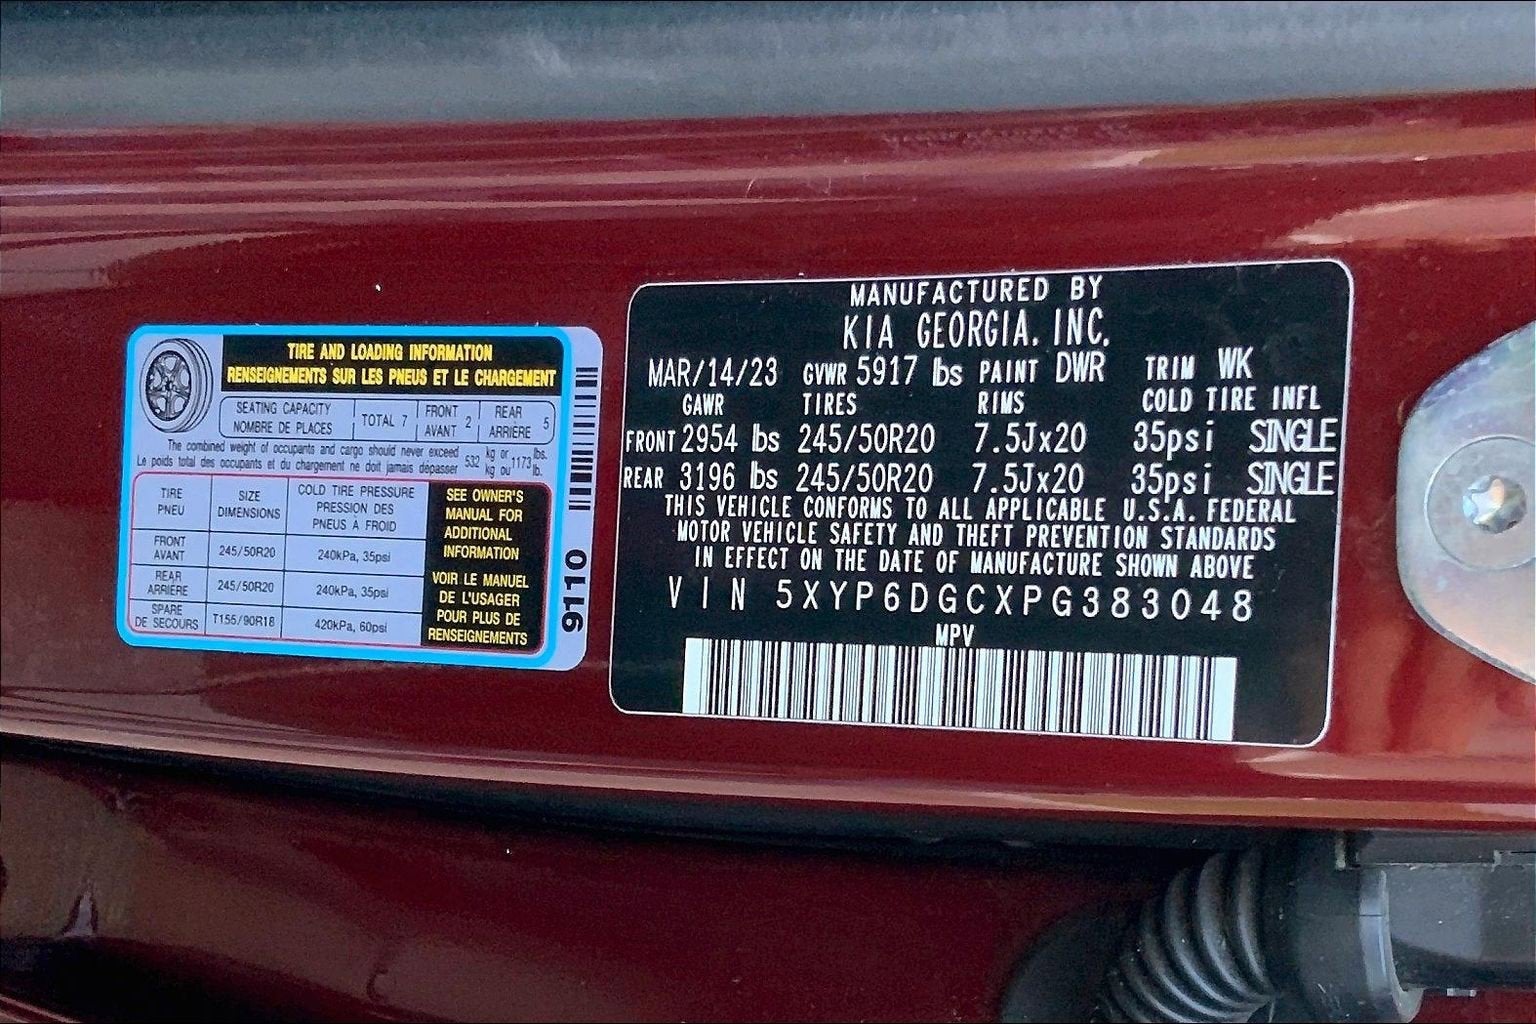 TIRE AND LOADING INFORMATION
RENSEIGNEMENTS SUR LES PNEUS ET LE CHARGEMENT
SEATING CAPACITY
NOMBRE DE PLACES
TOTAL 7
FRONT
AVANT 2
REAR
ARRIÈRE 5
The combined weight of occupants and cargo should never exceed 532 kg or 1173 lbs.
Le poids total des occupants et du chargement ne doit jamais dépasser 532 kg ou 1173 lb.
TIRE
PNEU
SIZE
DIMENSIONS
COLD TIRE PRESSURE
PRESSION DES
PNEUS À FROID
FRONT
AVANT
245/50R20
240kPa, 35psi
REAR
ARRIÈRE
245/50R20
240kPa, 35psi
SPARE
DE SECOURS
T155/90R18
420kPa, 60psi
SEE OWNER'S
MANUAL FOR
ADDITIONAL
INFORMATION
VOIR LE MANUEL
DE L'USAGER
POUR PLUS DE
RENSEIGNEMENTS
9110
MANUFACTURED BY
KIA GEORGIA. INC.
MAR/14/23 GVWR 5917 lbs PAINT DWR TRIM WK
GAWR TIRES RIMS COLD TIRE INFL
FRONT 2954 lbs 245/50R20 7.5Jx20 35psi SINGLE
REAR 3196 lbs 245/50R20 7.5Jx20 35psi SINGLE
THIS VEHICLE CONFORMS TO ALL APPLICABLE U.S.A. FEDERAL
MOTOR VEHICLE SAFETY AND THEFT PREVENTION STANDARDS
IN EFFECT ON THE DATE OF MANUFACTURE SHOWN ABOVE
VIN 5XYP6DGCXPG383048
MPV